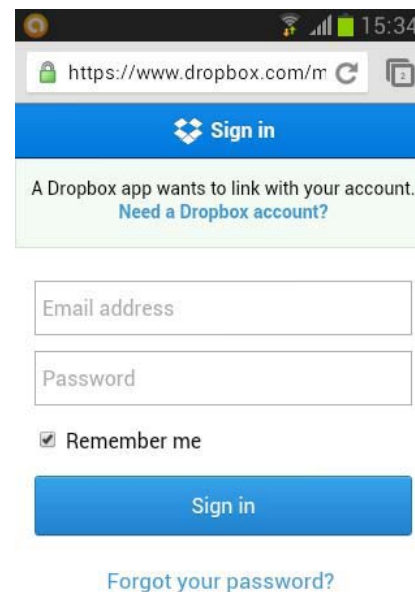 15:34
https://www.dropbox.com/m
2
Sign in
A Dropbox app wants to link with your account.
Need a Dropbox account?
Email address
Password
Remember me
Sign in
Forgot your password?